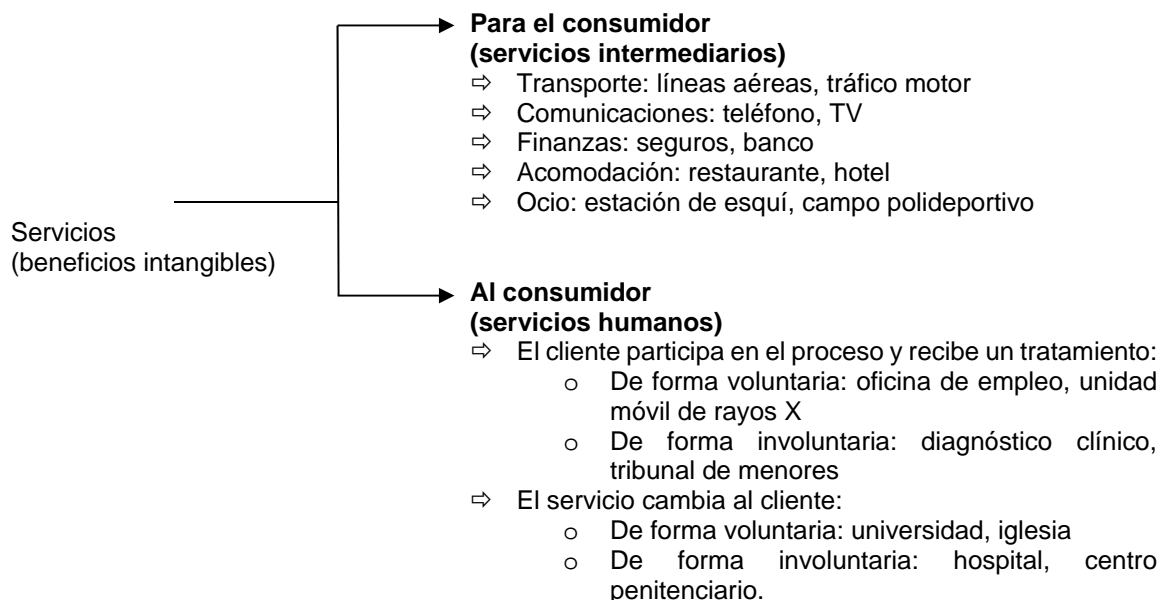 Para el consumidor
(servicios intermediarios)
⇨ Transporte: líneas aéreas, tráfico motor
⇨ Comunicaciones: teléfono, TV
⇨ Finanzas: seguros, banco
⇨ Acomodación: restaurante, hotel
⇨ Ocio: estación de esquí, campo polideportivo
Servicios
(beneficios intangibles)
Al consumidor
(servicios humanos)
⇨ El cliente participa en el proceso y recibe un tratamiento:
o De forma voluntaria: oficina de empleo, unidad
móvil de rayos X
o De forma involuntaria: diagnóstico clínico,
tribunal de menores
⇨ El servicio cambia al cliente:
o De forma voluntaria: universidad, iglesia
o De forma involuntaria: hospital, centro
penitenciario.